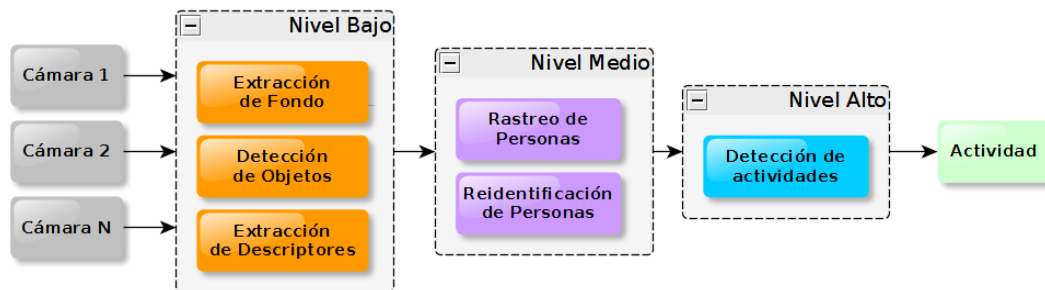 Nivel Bajo
Cámara 1
Cámara 2
Cámara N
Extracción
de Fondo
Detección
de Objetos
Extracción
de Descriptores
Nivel Medio
Rastreo de
Personas
Reidentificación
de Personas
Nivel Alto
Detección de
actividades
Actividad